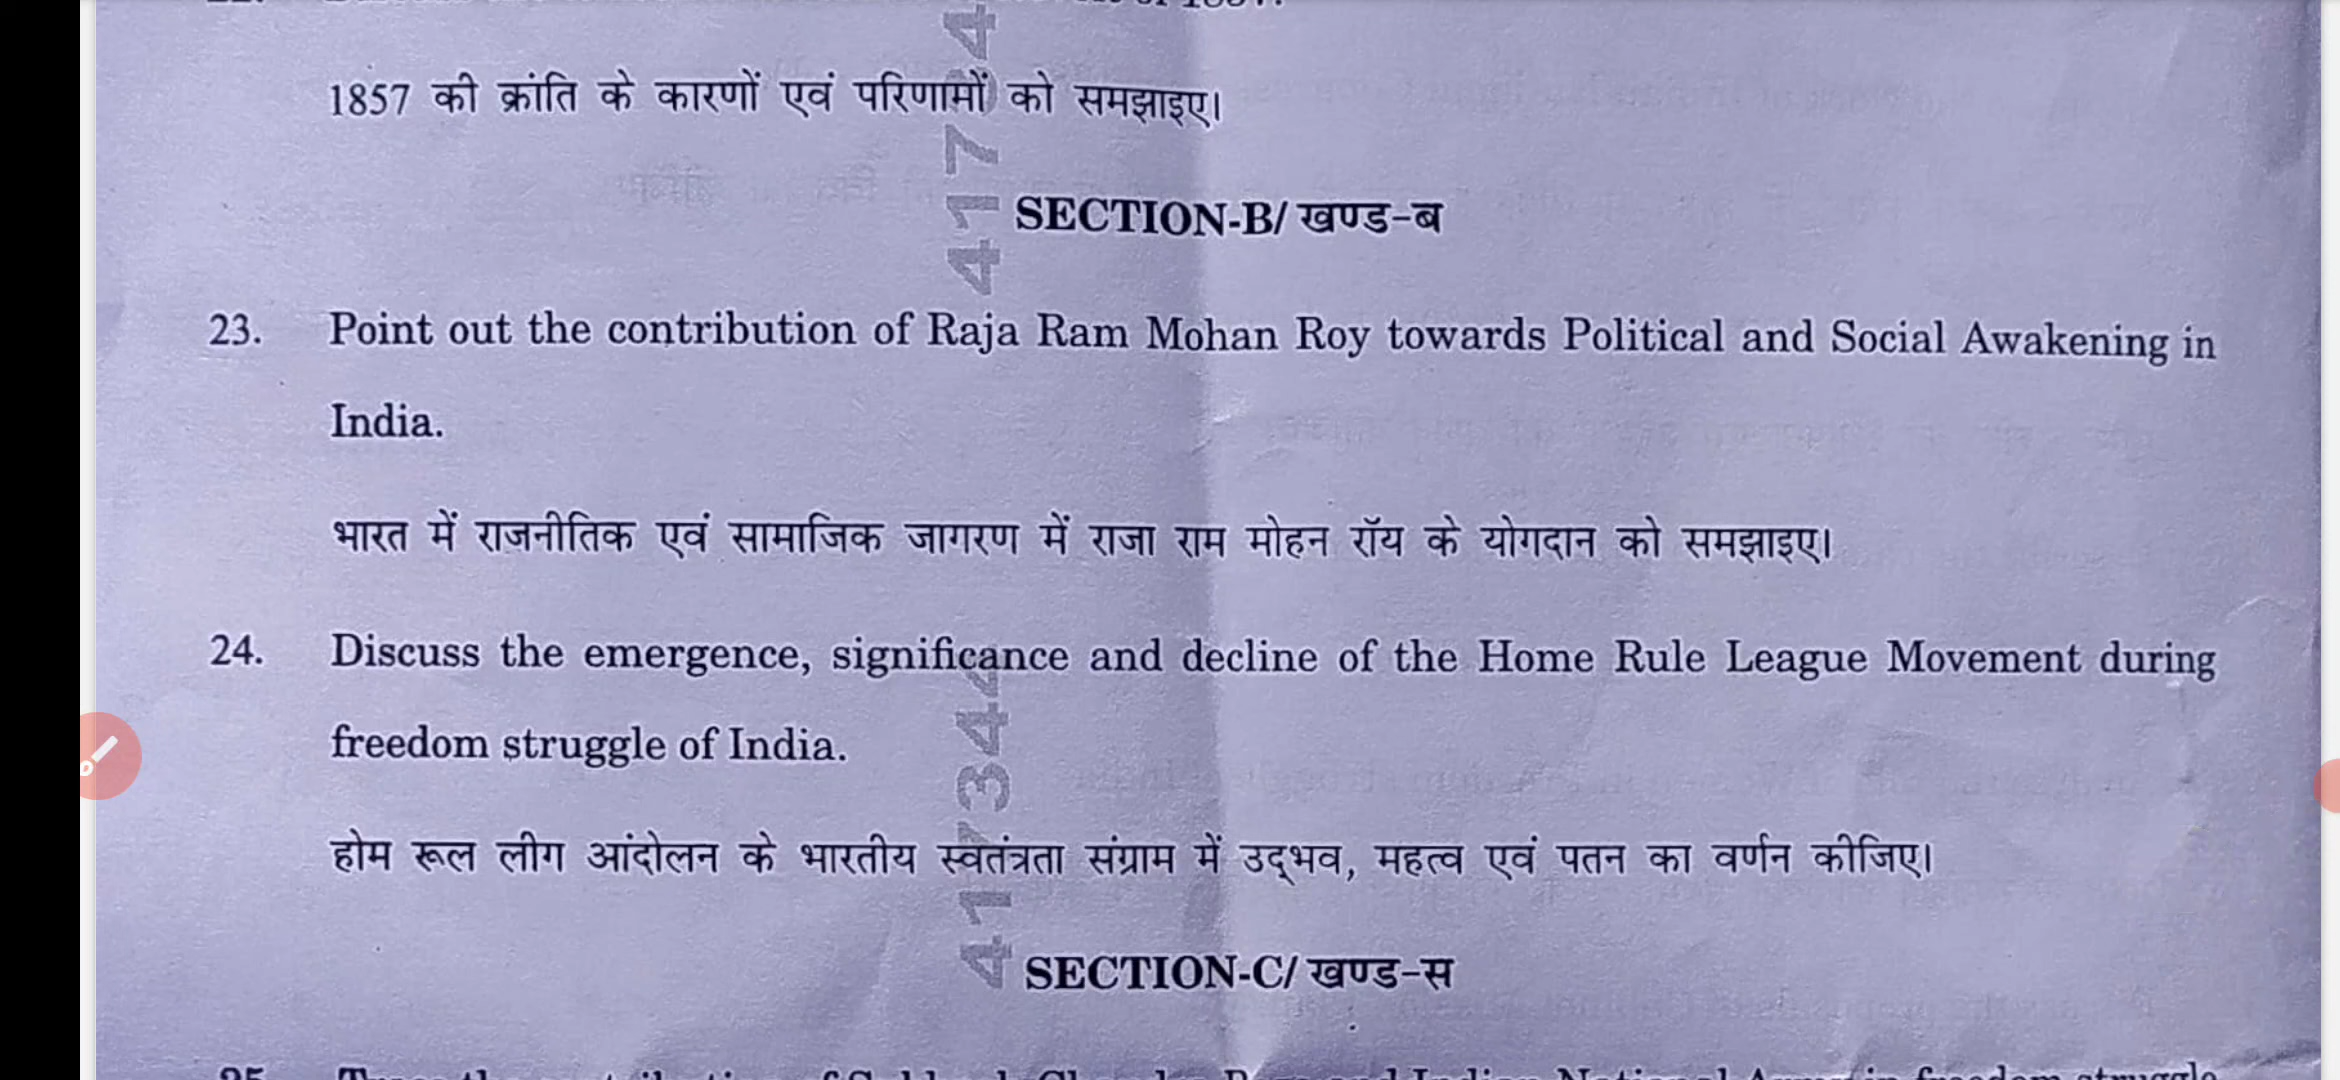 1857 की क्रांति के कारणों एवं परिणामों को समझाइए।
SECTION-B/ खण्ड-ब
23. Point out the contribution of Raja Ram Mohan Roy towards Political and Social Awakening in
India.
भारत में राजनीतिक एवं सामाजिक जागरण में राजा राम मोहन रॉय के योगदान को समझाइए।
24. Discuss the emergence, significance and decline of the Home Rule League Movement during
freedom struggle of India.
होम रूल लीग आंदोलन के भारतीय स्वतंत्रता संग्राम में उद्‌भव, महत्व एवं पतन का वर्णन कीजिए।
SECTION-C/ खण्ड-स